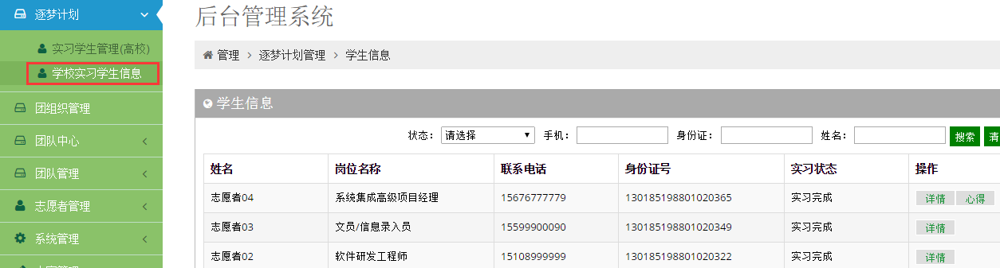 逐梦计划
实习学生管理(高校)
学校实习学生信息
团组织管理
团队中心
团队管理
志愿者管理
系统管理
后台管理系统
管理 > 逐梦计划管理 > 学生信息
学生信息
状态: 请选择 手机: 身份证: 姓名: 搜索 清
姓名 岗位名称 联系电话 身份证号 实习状态 操作
志愿者04 系统集成高级项目经理 15676777779 130185198801020365 实习完成 详情 心得
志愿者03 文员/信息录入员 15599900090 130185198801020349 实习完成 详情
志愿者02 软件研发工程师 15108999999 130185198801020322 实习完成 详情